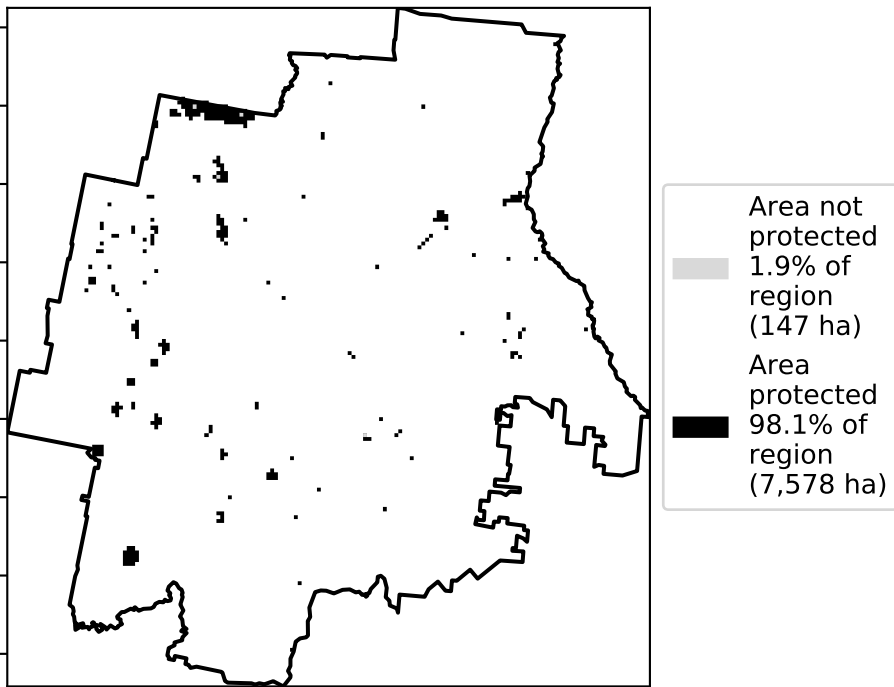 Area not
protected
1.9% of
region
(147 ha)
Area
protected
98.1% of
region
(7,578 ha)